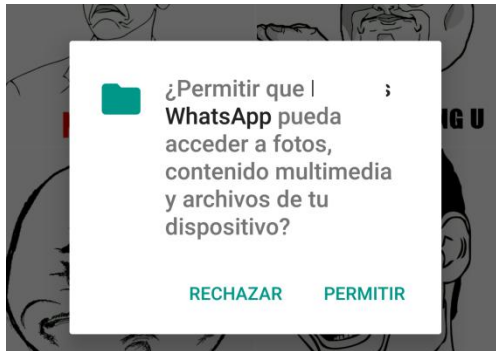 ¿Permitir que
WhatsApp pueda
acceder a fotos,
contenido multimedia
y archivos de tu
dispositivo?
RECHAZAR PERMITIR